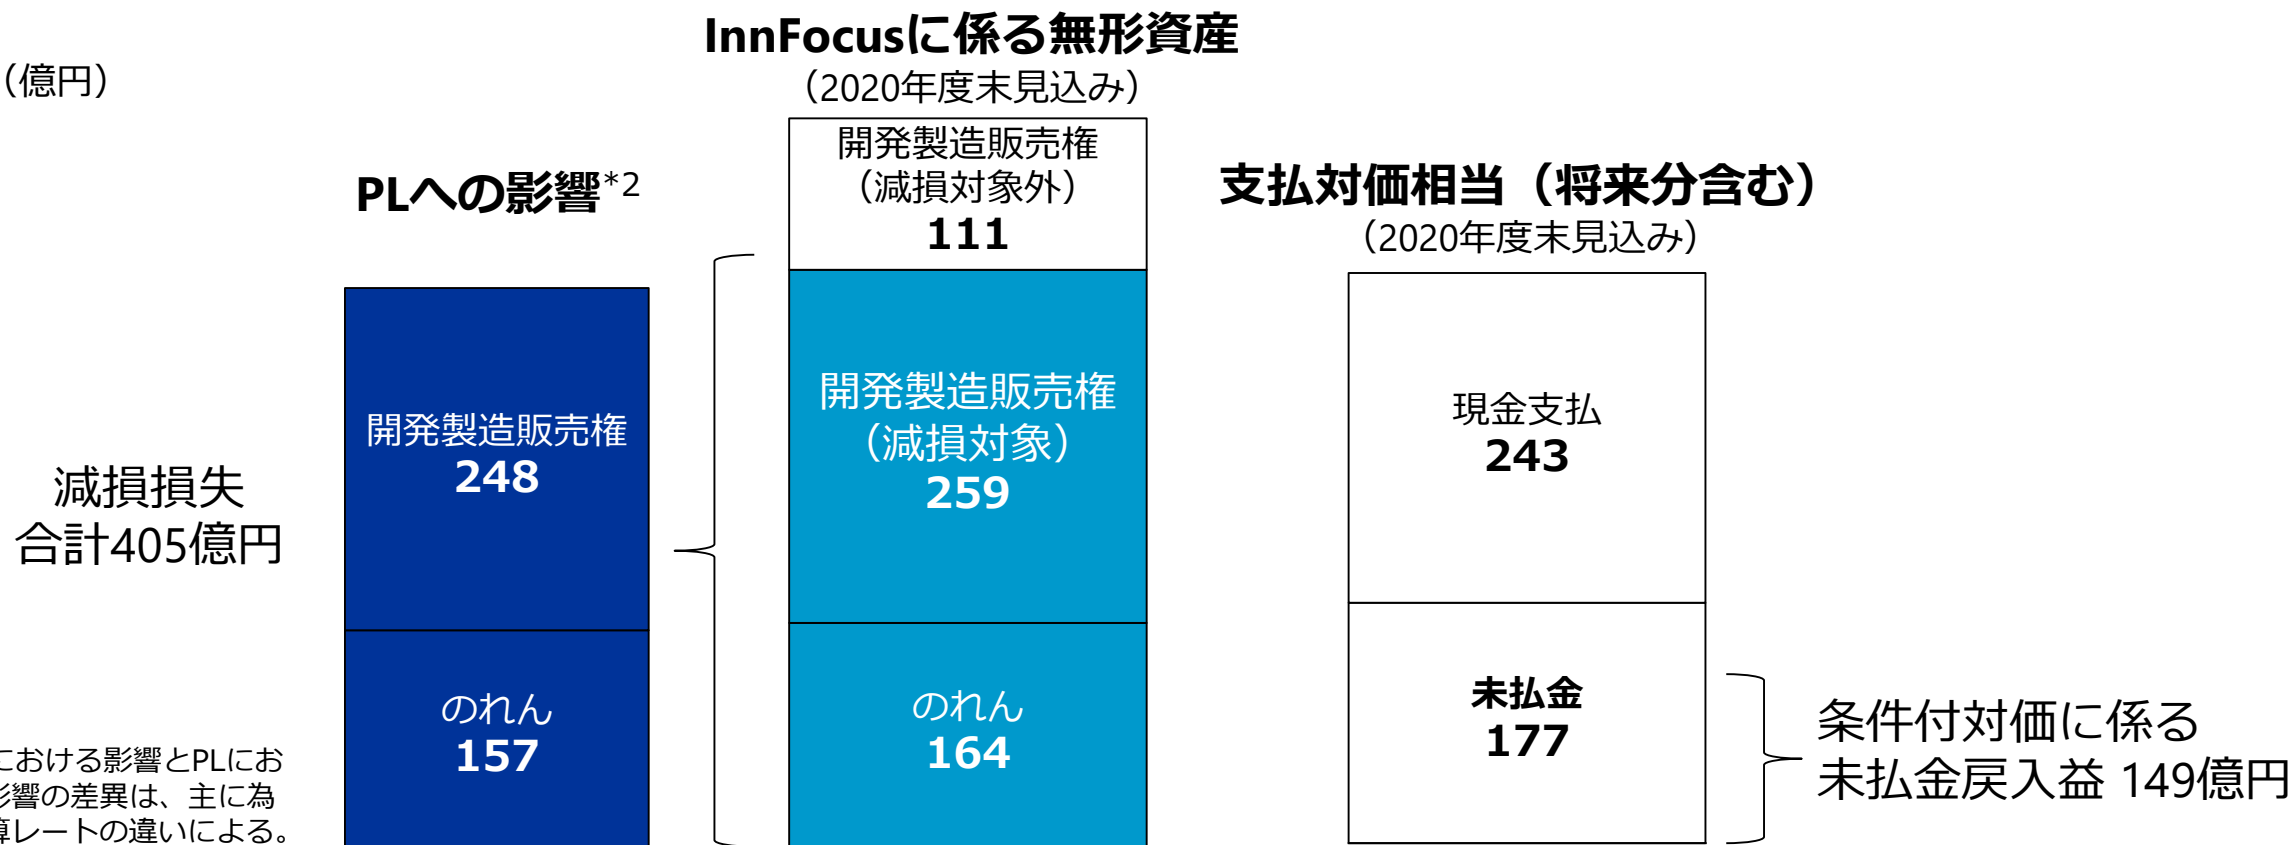 InnFocusに係る無形資産
（2020年度末見込み）
（億円）
PLへの影響*2
支払対価相当（将来分含む）
（2020年度末見込み）
開発製造販売権
（減損対象外）
111
開発製造販売権
248
開発製造販売権
（減損対象）
259
現金支払
243
減損損失
合計405億円
のれん
157
のれん
164
未払金
177
条件付対価に係る
未払金戻入益 149億円
における影響とPLにお
影響の差異は、主に為
算レートの違いによる。